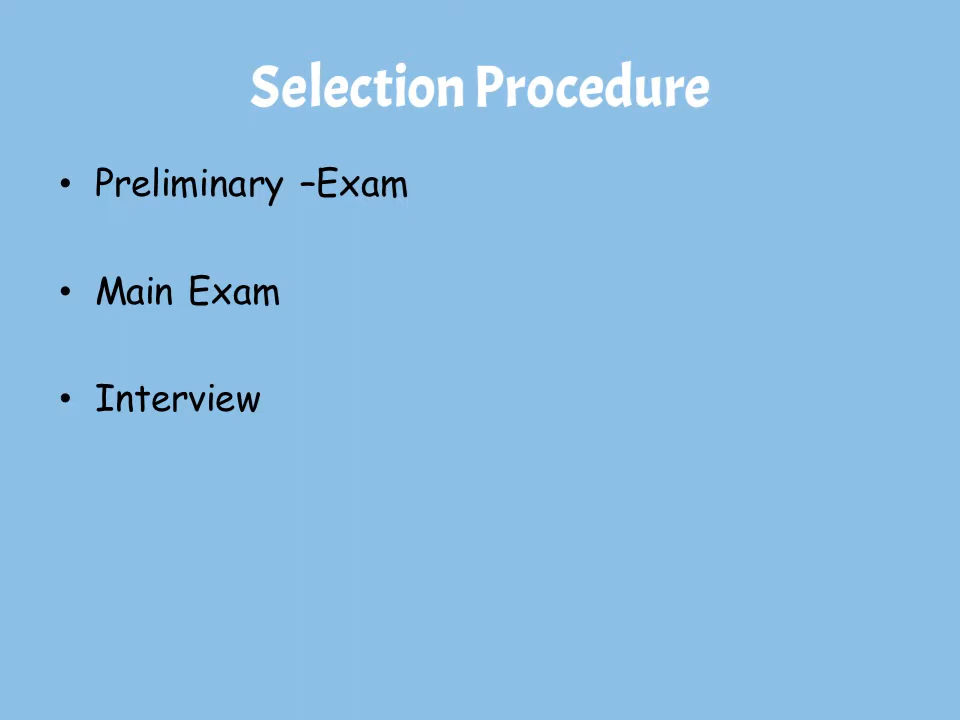 Selection Procedure
• Preliminary –Exam
• Main Exam
• Interview